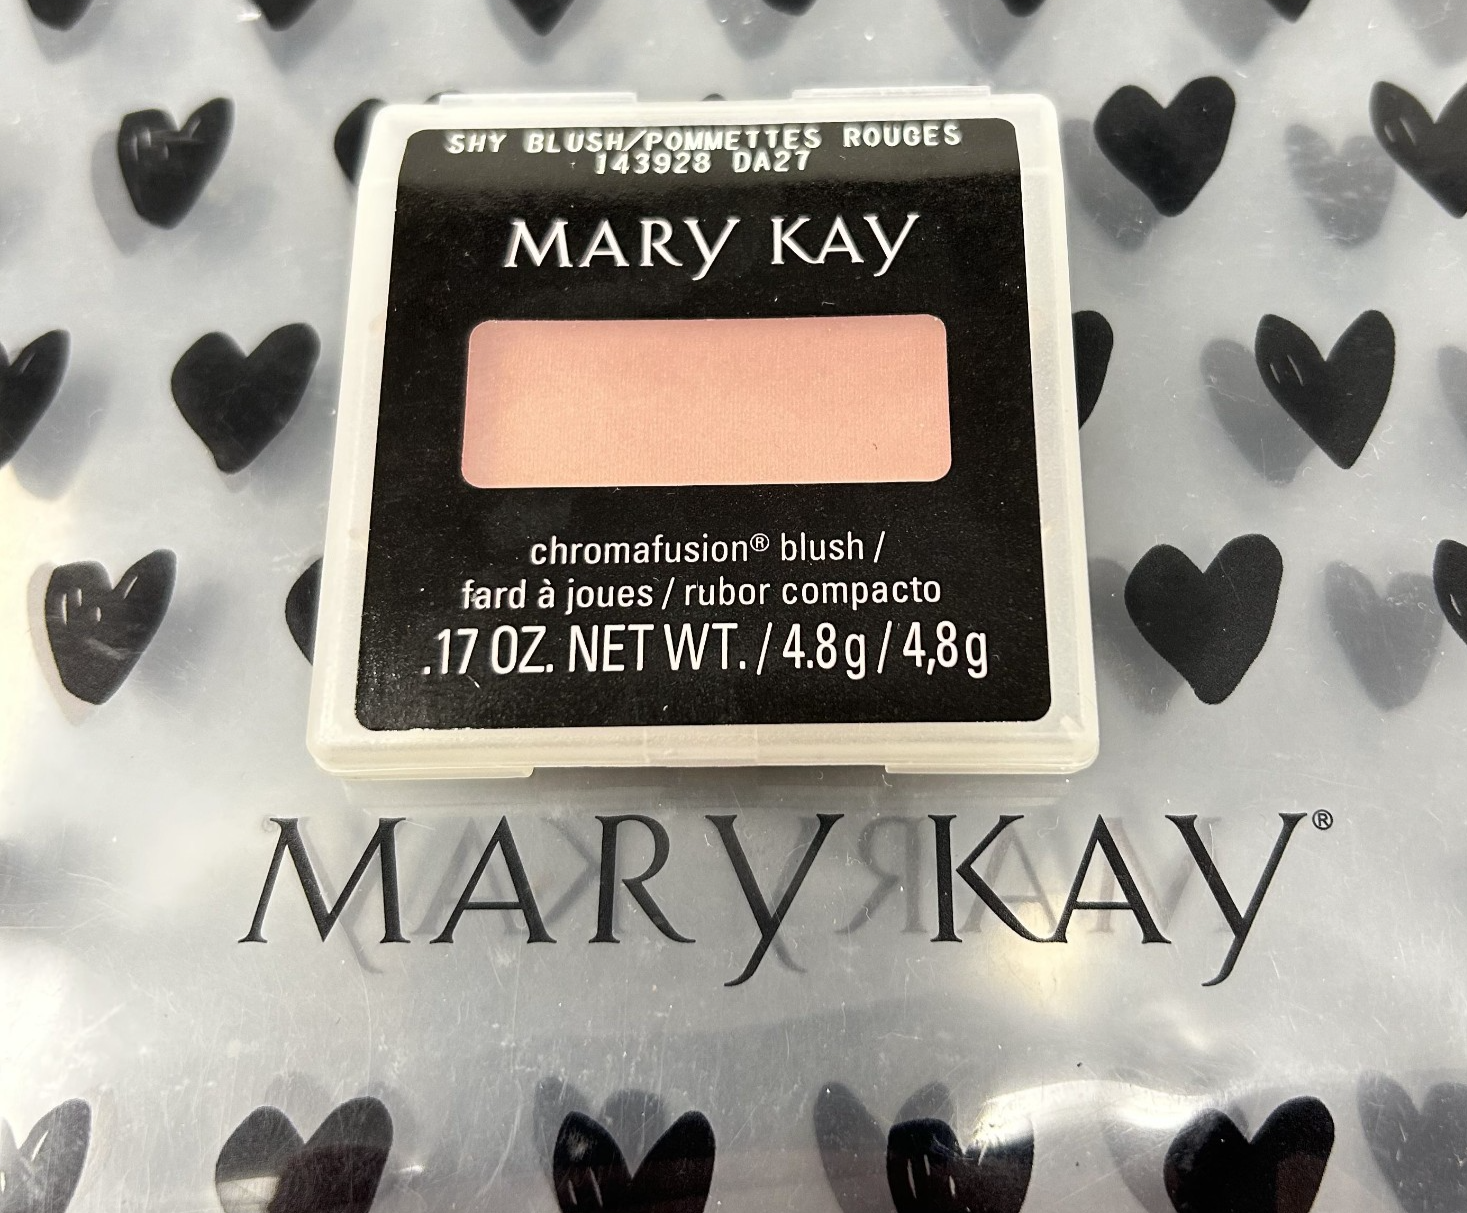 SHY BLUSH/POMMETTES ROUGES
143928 DA27
MARY KAY
chromafusion® blush /
fard à joues / rubor compacto
.17 OZ. NET WT. / 4.8 g / 4,8 g
MARY KAY®